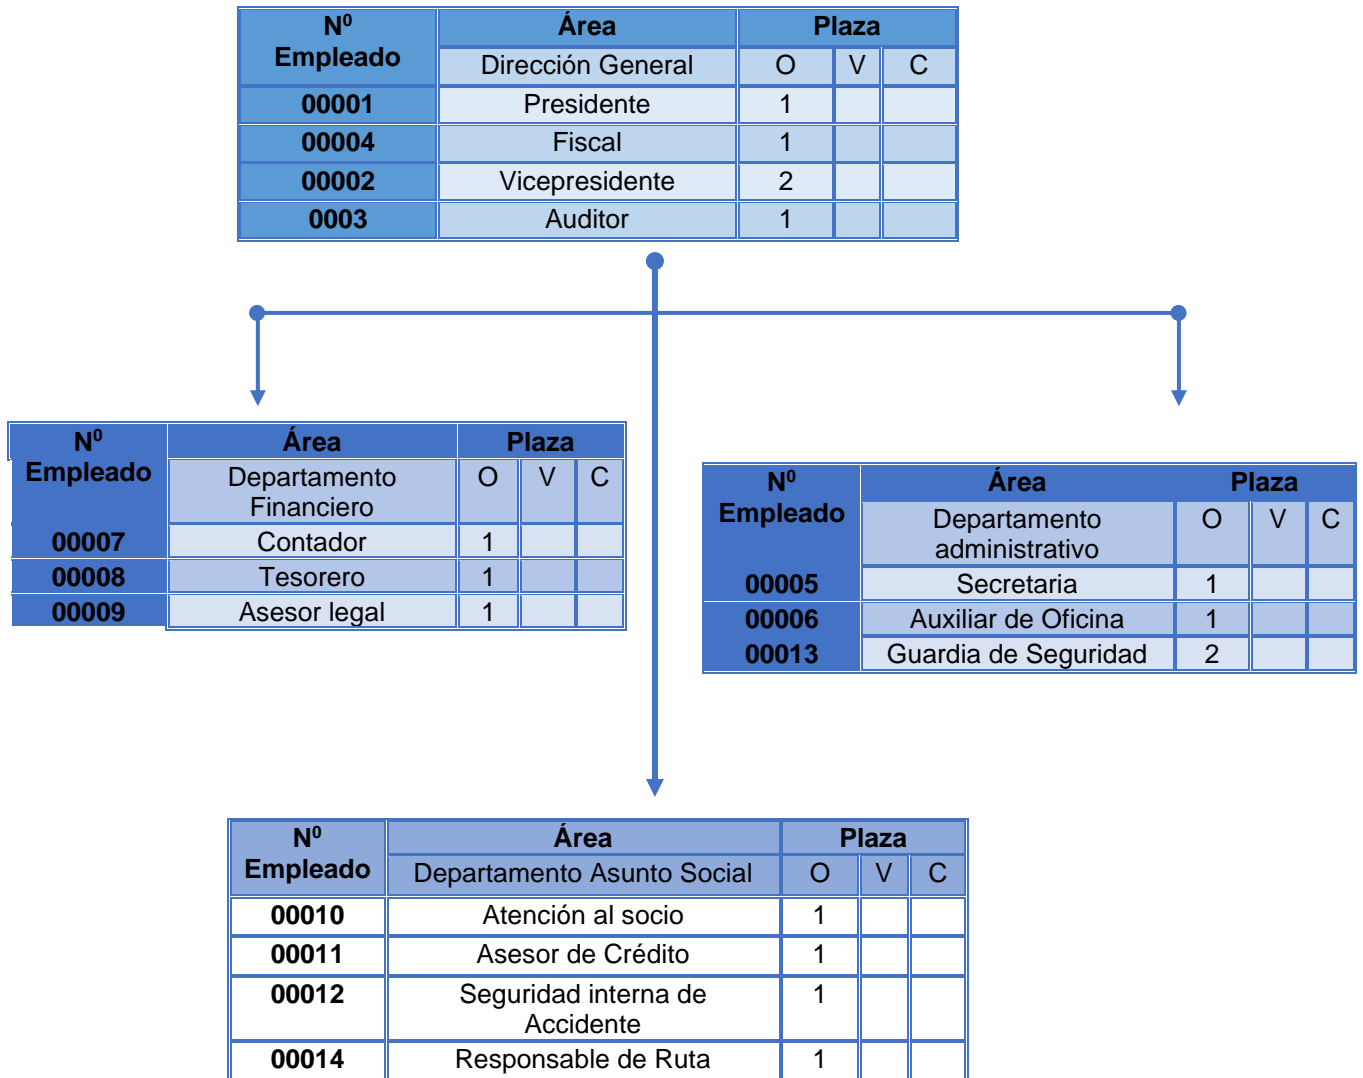 N⁰ Empleado Área Plaza
Dirección General O V C
00001 Presidente 1
00004 Fiscal 1
00002 Vicepresidente 2
0003 Auditor 1
N⁰ Empleado Área Plaza
Departamento Financiero O V C
00007 Contador 1
00008 Tesorero 1
00009 Asesor legal 1
N⁰ Empleado Área Plaza
Departamento administrativo O V C
00005 Secretaria 1
00006 Auxiliar de Oficina 1
00013 Guardia de Seguridad 2
N⁰ Empleado Área Plaza
Departamento Asunto Social O V C
00010 Atención al socio 1
00011 Asesor de Crédito 1
00012 Seguridad interna de Accidente 1
00014 Responsable de Ruta 1